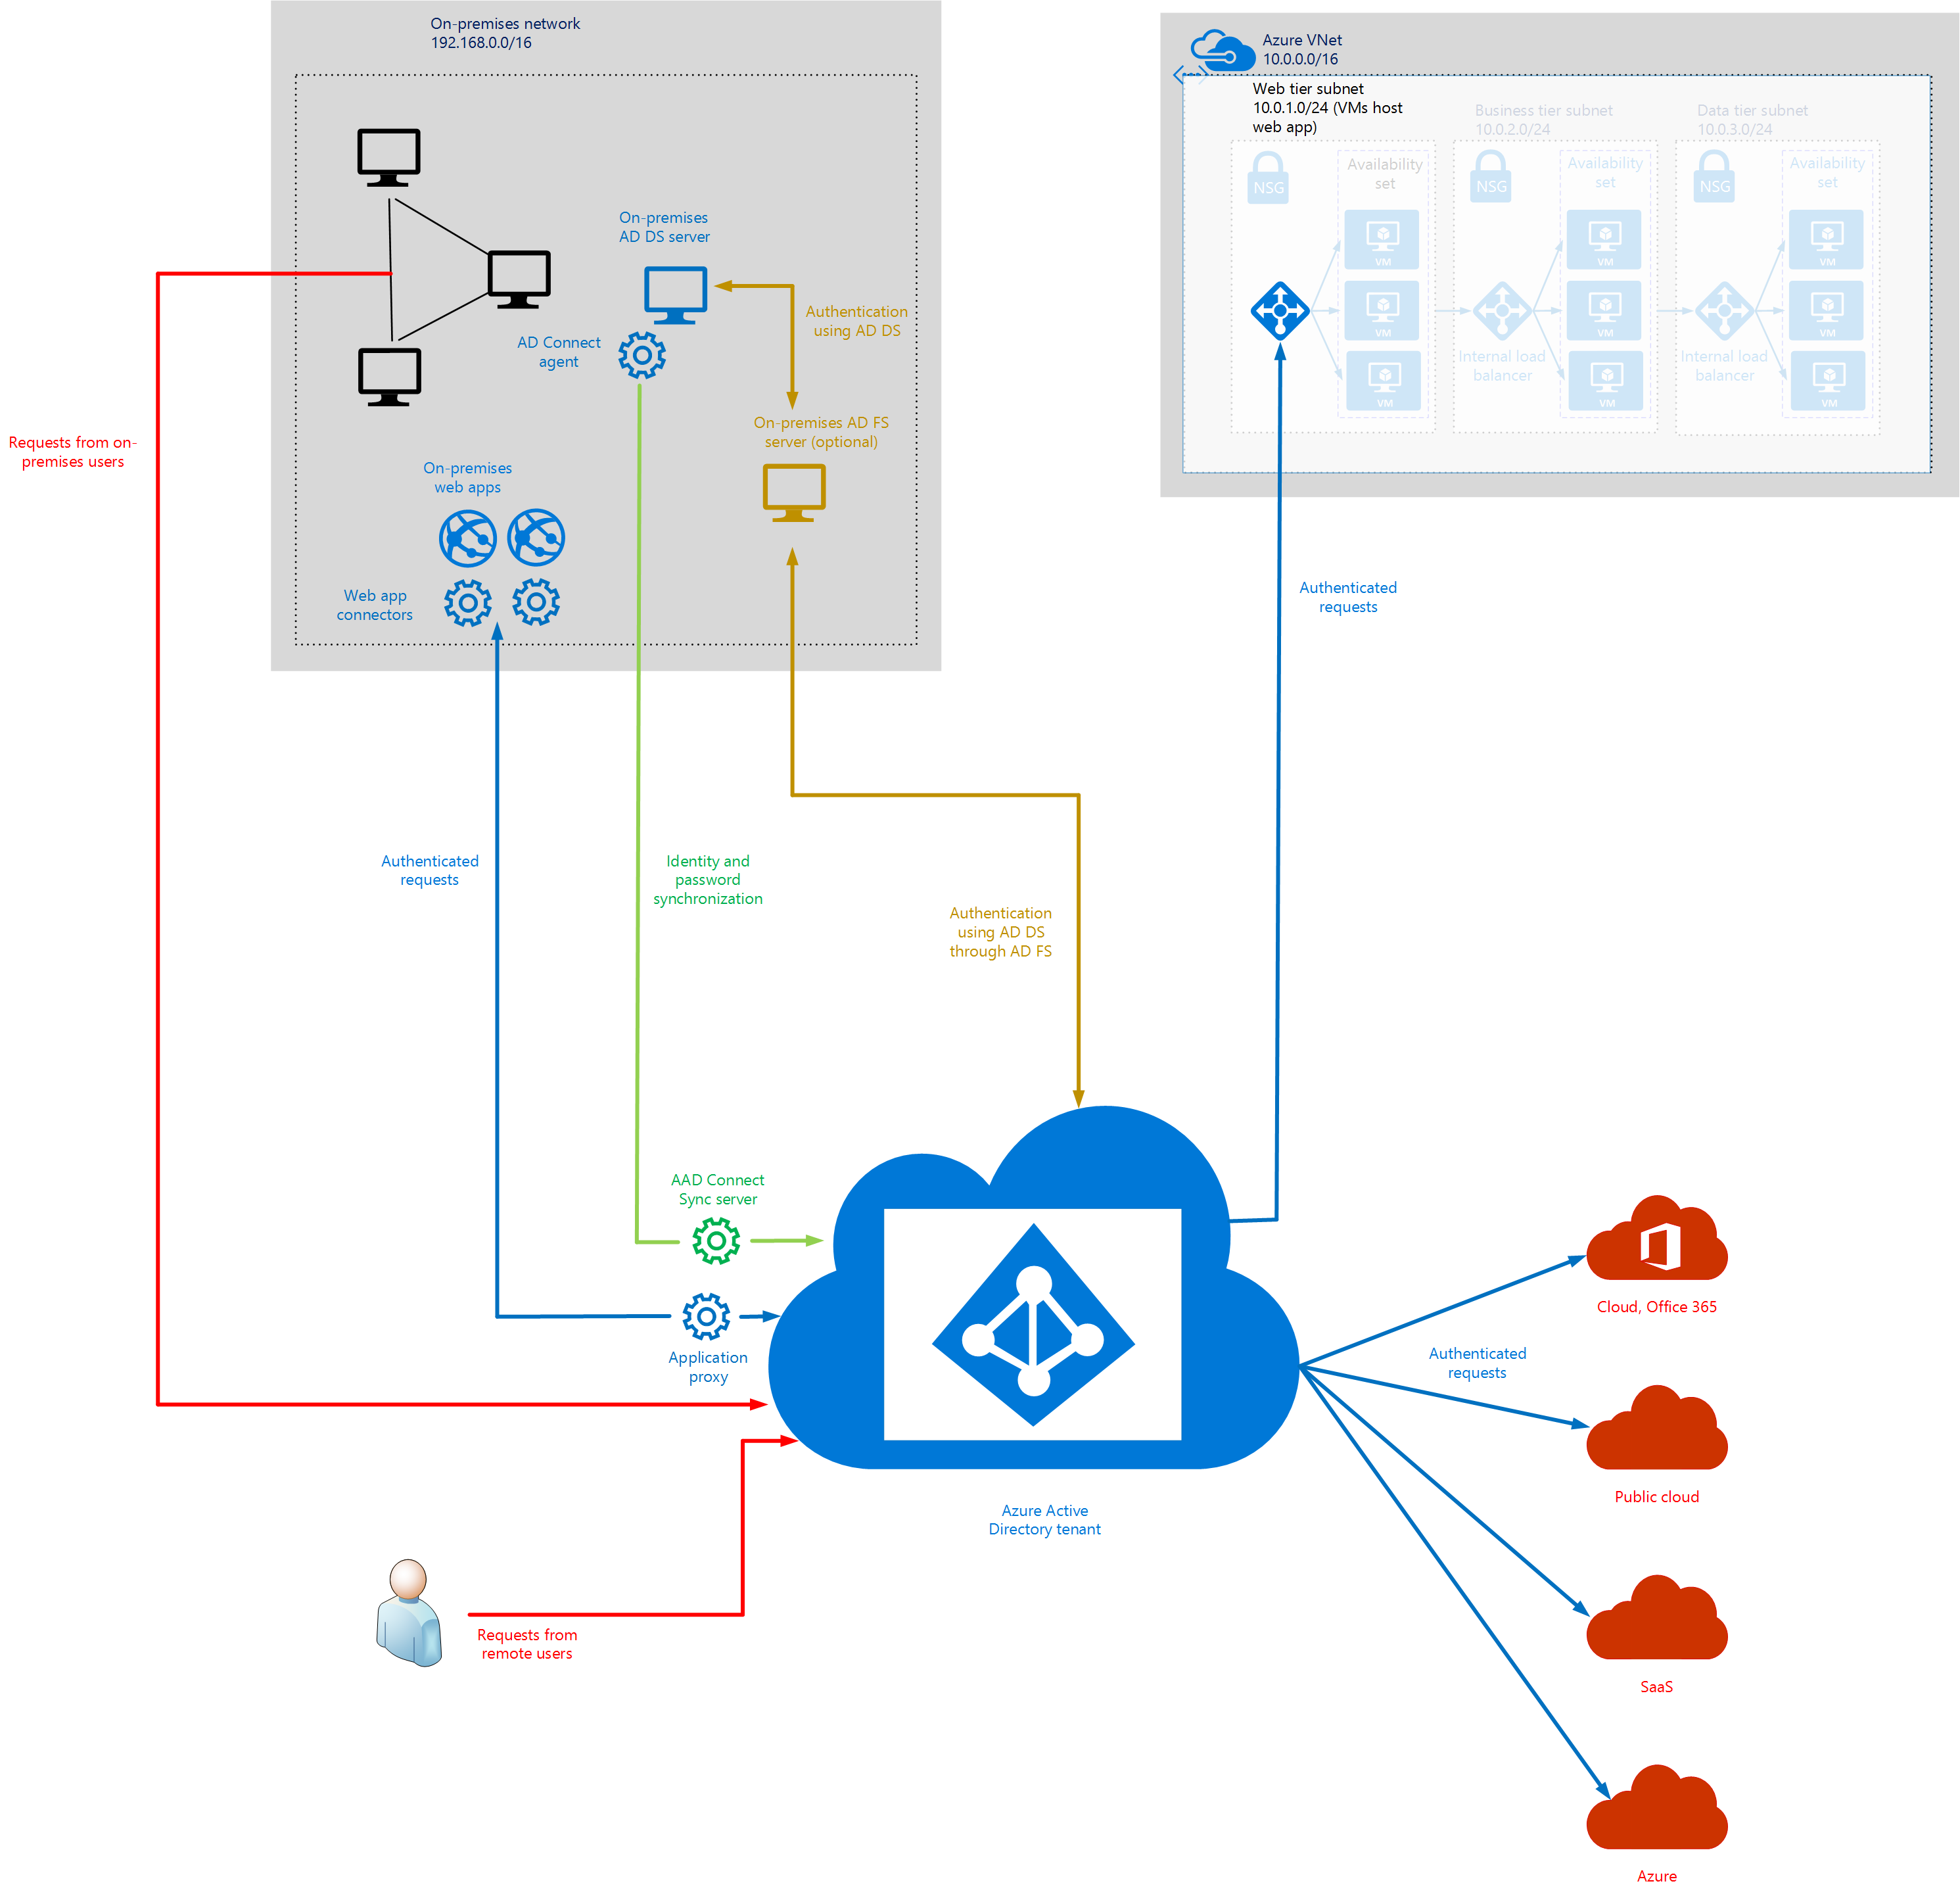 On-premises network
192.168.0.0/16
Azure VNet
10.0.0.0/16
Web tier subnet
10.0.1.0/24 (VMs host
web app)
Business tier subnet
10.0.2.0/24
Data tier subnet
10.0.3.0/24
NSG
Availability
set
VM
VM
VM
NSG
Availability
set
VM
VM
VM
Internal load
balancer
NSG
Availability
set
VM
VM
VM
Internal load
balancer
On-premises
AD DS server
AD Connect
agent
Authentication
using AD DS
On-premises AD FS
server (optional)
Requests from on-
premises users
On-premises
web apps
Web app
connectors
Authenticated
requests
Authenticated
requests
Identity and
password
synchronization
Authentication
using AD DS
through AD FS
AAD Connect
Sync server
Application
proxy
Azure Active
Directory tenant
Requests from
remote users
Authenticated
requests
Cloud, Office 365
Public cloud
SaaS
Azure